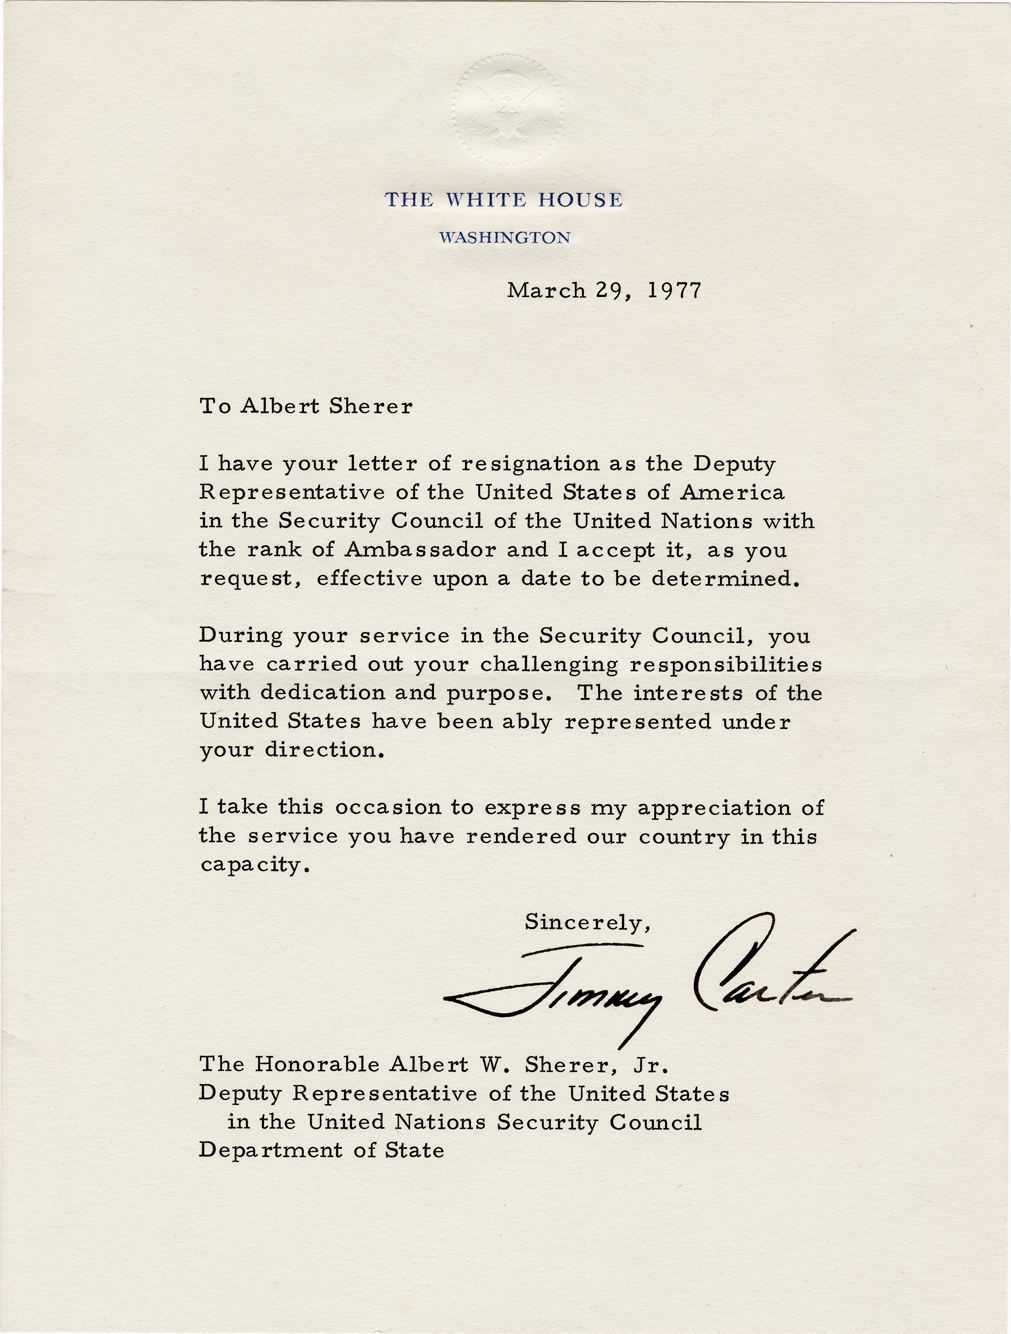 THE WHITE HOUSE
WASHINGTON
March 29, 1977
To Albert Sherer
I have your letter of resignation as the Deputy
Representative of the United States of America
in the Security Council of the United Nations with
the rank of Ambassador and I accept it, as you
request, effective upon a date to be determined.
During your service in the Security Council, you
have carried out your challenging responsibilities
with dedication and purpose. The interests of the
United States have been ably represented under
your direction.
I take this occasion to express my appreciation of
the service you have rendered our country in this
capacity.
Sincerely,
Jimmy Carter
The Honorable Albert W. Sherer, Jr.
Deputy Representative of the United States
in the United Nations Security Council
Department of State